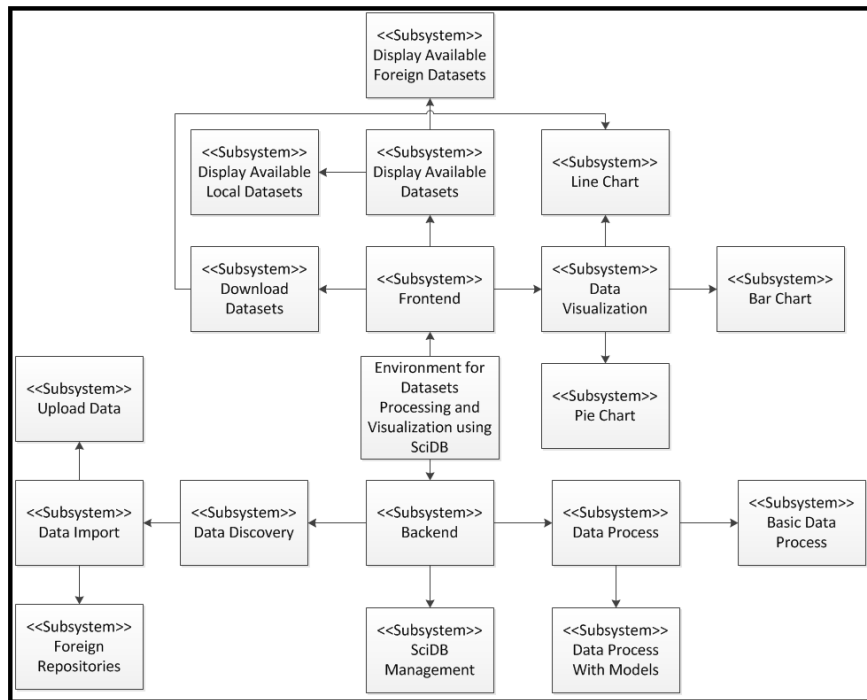 <<Subsystem>>
Display Available
Foreign Datasets
<<Subsystem>>
Display Available
Local Datasets
<<Subsystem>>
Display Available
Datasets
<<Subsystem>>
Line Chart
<<Subsystem>>
Download
Datasets
<<Subsystem>>
Frontend
<<Subsystem>>
Data
Visualization
<<Subsystem>>
Bar Chart
<<Subsystem>>
Upload Data
Environment for
Datasets
Processing and
Visualization using
SciDB
<<Subsystem>>
Pie Chart
<<Subsystem>>
Data Import
<<Subsystem>>
Data Discovery
<<Subsystem>>
Backend
<<Subsystem>>
Data Process
<<Subsystem>>
Basic Data
Process
<<Subsystem>>
Foreign
Repositories
<<Subsystem>>
SciDB
Management
<<Subsystem>>
Data Process
With Models